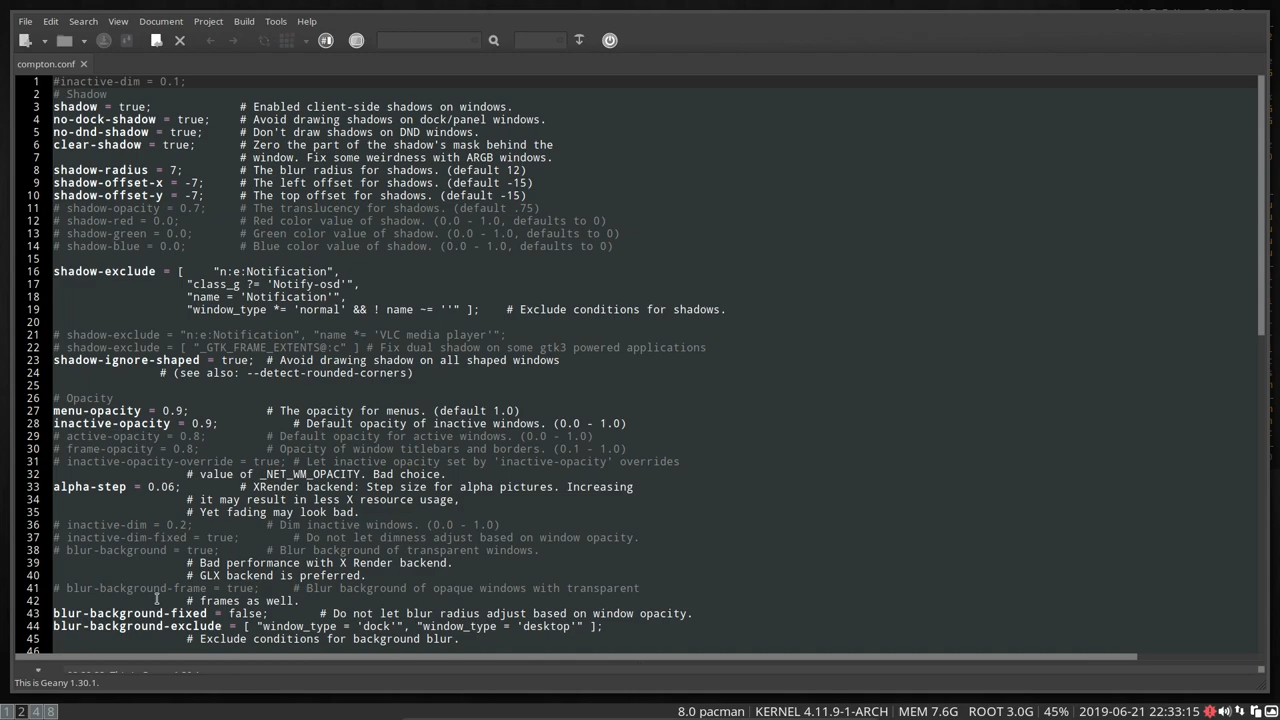 File Edit Search View Document Project Build Tools Help
compton.conf
1 #inactive-dim = 0.1;
2 # Shadow
3 shadow = true; # Enabled client-side shadows on windows.
4 no-dock-shadow = true; # Avoid drawing shadows on dock/panel windows.
5 no-dnd-shadow = true; # Don't draw shadows on DND windows.
6 clear-shadow = true; # Zero the part of the shadow's mask behind the
7 # window. Fix some weirdness with ARGB windows.
8 shadow-radius = 7; # The blur radius for shadows. (default 12)
9 shadow-offset-x = -7; # The left offset for shadows. (default -15)
10 shadow-offset-y = -7; # The top offset for shadows. (default -15)
11 # shadow-opacity = 0.7; # The translucency for shadows. (default .75)
12 # shadow-red = 0.0; # Red color value of shadow. (0.0 - 1.0, defaults to 0)
13 # shadow-green = 0.0; # Green color value of shadow. (0.0 - 1.0, defaults to 0)
14 # shadow-blue = 0.0; # Blue color value of shadow. (0.0 - 1.0, defaults to 0)
15
16 shadow-exclude = [ "n:e:Notification",
17 "class_g ?= 'Notify-osd'",
18 "name = 'Notification'",
19 "window_type *= 'normal' && ! name ~= ''" ]; # Exclude conditions for shadows.
20
21 # shadow-exclude = "n:e:Notification", "name *= 'VLC media player'";
22 # shadow-exclude = [ "_GTK_FRAME_EXTENTS@:c" ] # Fix dual shadow on some gtk3 powered applications
23 shadow-ignore-shaped = true; # Avoid drawing shadow on all shaped windows
24 # (see also: --detect-rounded-corners)
25
26 # Opacity
27 menu-opacity = 0.9; # The opacity for menus. (default 1.0)
28 inactive-opacity = 0.9; # Default opacity of inactive windows. (0.0 - 1.0)
29 # active-opacity = 0.8; # Default opacity for active windows. (0.0 - 1.0)
30 # frame-opacity = 0.8; # Opacity of window titlebars and borders. (0.1 - 1.0)
31 # inactive-opacity-override = true; # Let inactive opacity set by 'inactive-opacity' overrides
32 # value of _NET_WM_OPACITY. Bad choice.
33 alpha-step = 0.06; # XRender backend: Step size for alpha pictures. Increasing
34 # it may result in less X resource usage,
35 # Yet fading may look bad.
36 # inactive-dim = 0.2; # Dim inactive windows. (0.0 - 1.0)
37 # inactive-dim-fixed = true; # Do not let dimness adjust based on window opacity.
38 # blur-background = true; # Blur background of transparent windows.
39 # Bad performance with X Render backend.
40 # GLX backend is preferred.
41 # blur-background-frame = true; # Blur background of opaque windows with transparent
42 # frames as well.
43 blur-background-fixed = false; # Do not let blur radius adjust based on window opacity.
44 blur-background-exclude = [ "window_type = 'dock'", "window_type = 'desktop'" ];
45 # Exclude conditions for background blur.
46
This is Geany 1.30.1.
1 2 4 8 8.0 pacman KERNEL 4.11.9-1-ARCH MEM 7.6G ROOT 3.0G 45% 2019-06-21 22:33:15